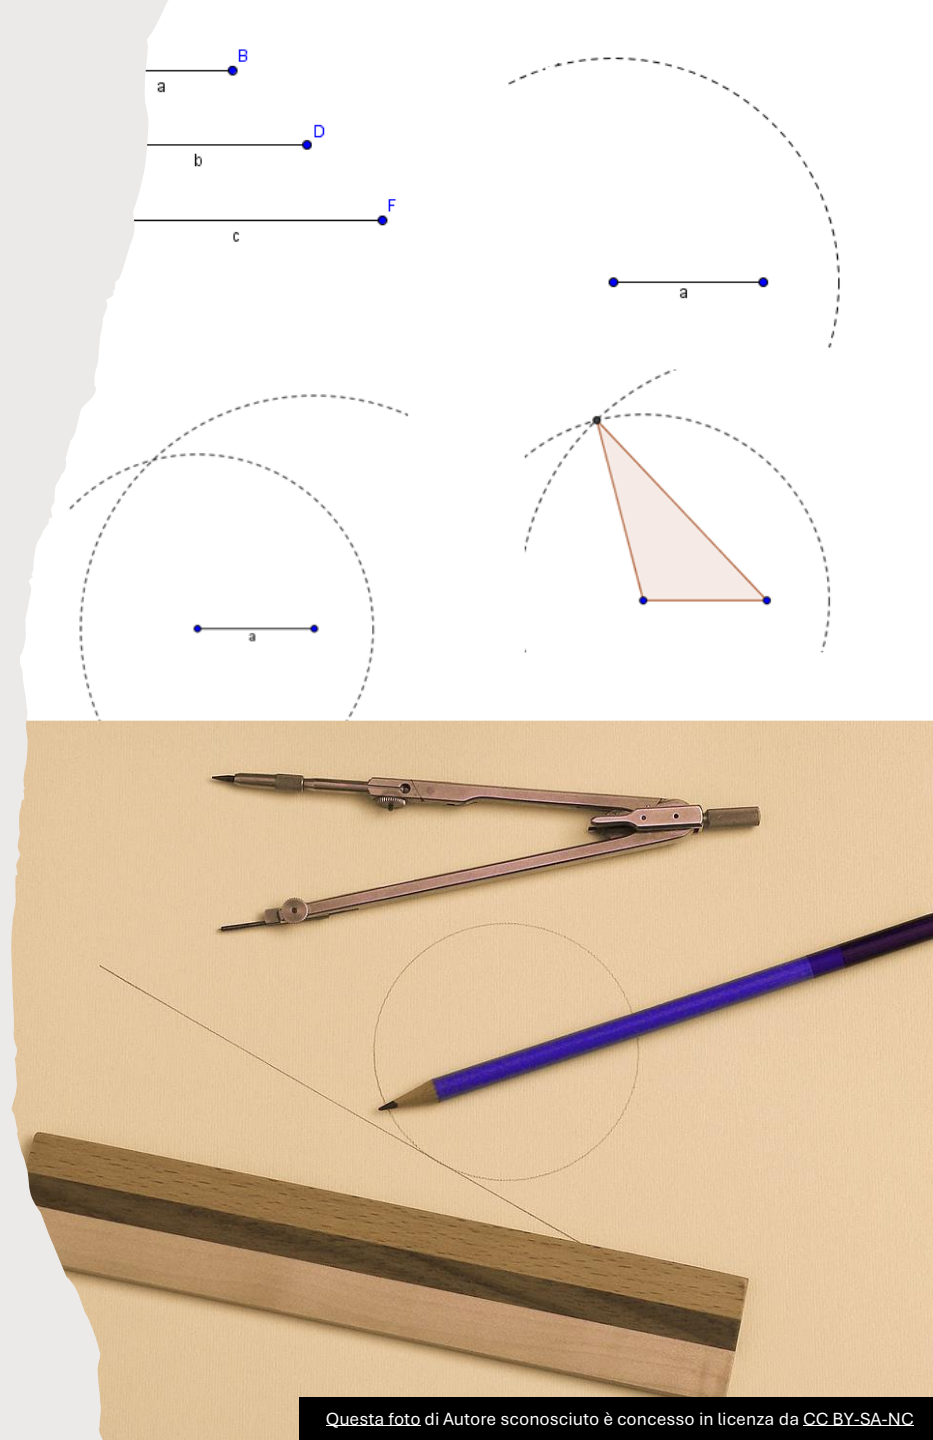 B
a
D
b
F
c
a
a
Questa foto di Autore sconosciuto è concesso in licenza da CC BY-SA-NC